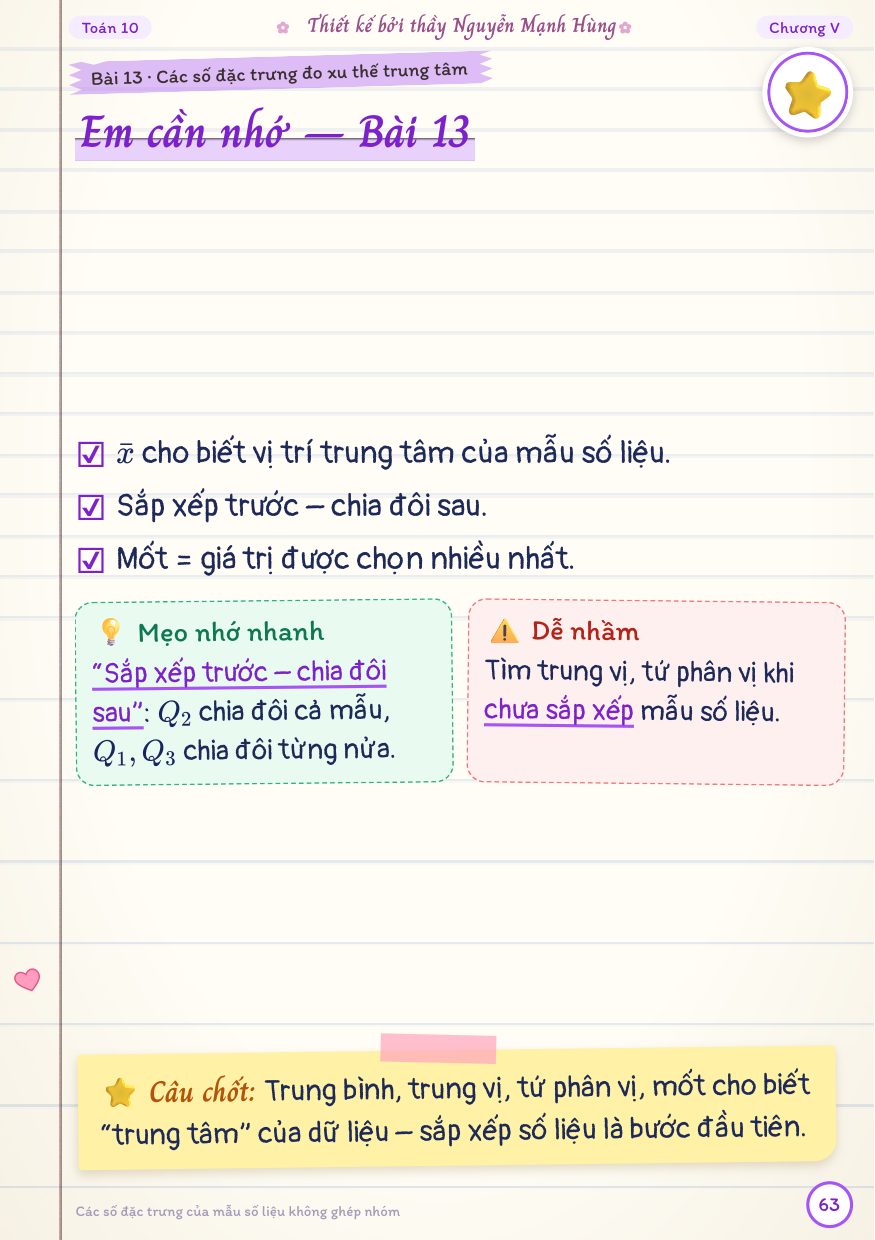 Toán 10
Thiết kế bởi thầy Nguyễn Mạnh Hùng
Chương V
Bài 13 · Các số đặc trưng đo xu thế trung tâm
Em cần nhớ — Bài 13
x̄ cho biết vị trí trung tâm của mẫu số liệu.
Sắp xếp trước – chia đôi sau.
Mốt = giá trị được chọn nhiều nhất.
Mẹo nhớ nhanh
“Sắp xếp trước – chia đôi
sau”: Q₂ chia đôi cả mẫu,
Q₁, Q₃ chia đôi từng nửa.
Dễ nhầm
Tìm trung vị, tứ phân vị khi
chưa sắp xếp mẫu số liệu.
Câu chốt: Trung bình, trung vị, tứ phân vị, mốt cho biết
“trung tâm” của dữ liệu – sắp xếp số liệu là bước đầu tiên.
Các số đặc trưng của mẫu số liệu không ghép nhóm
63